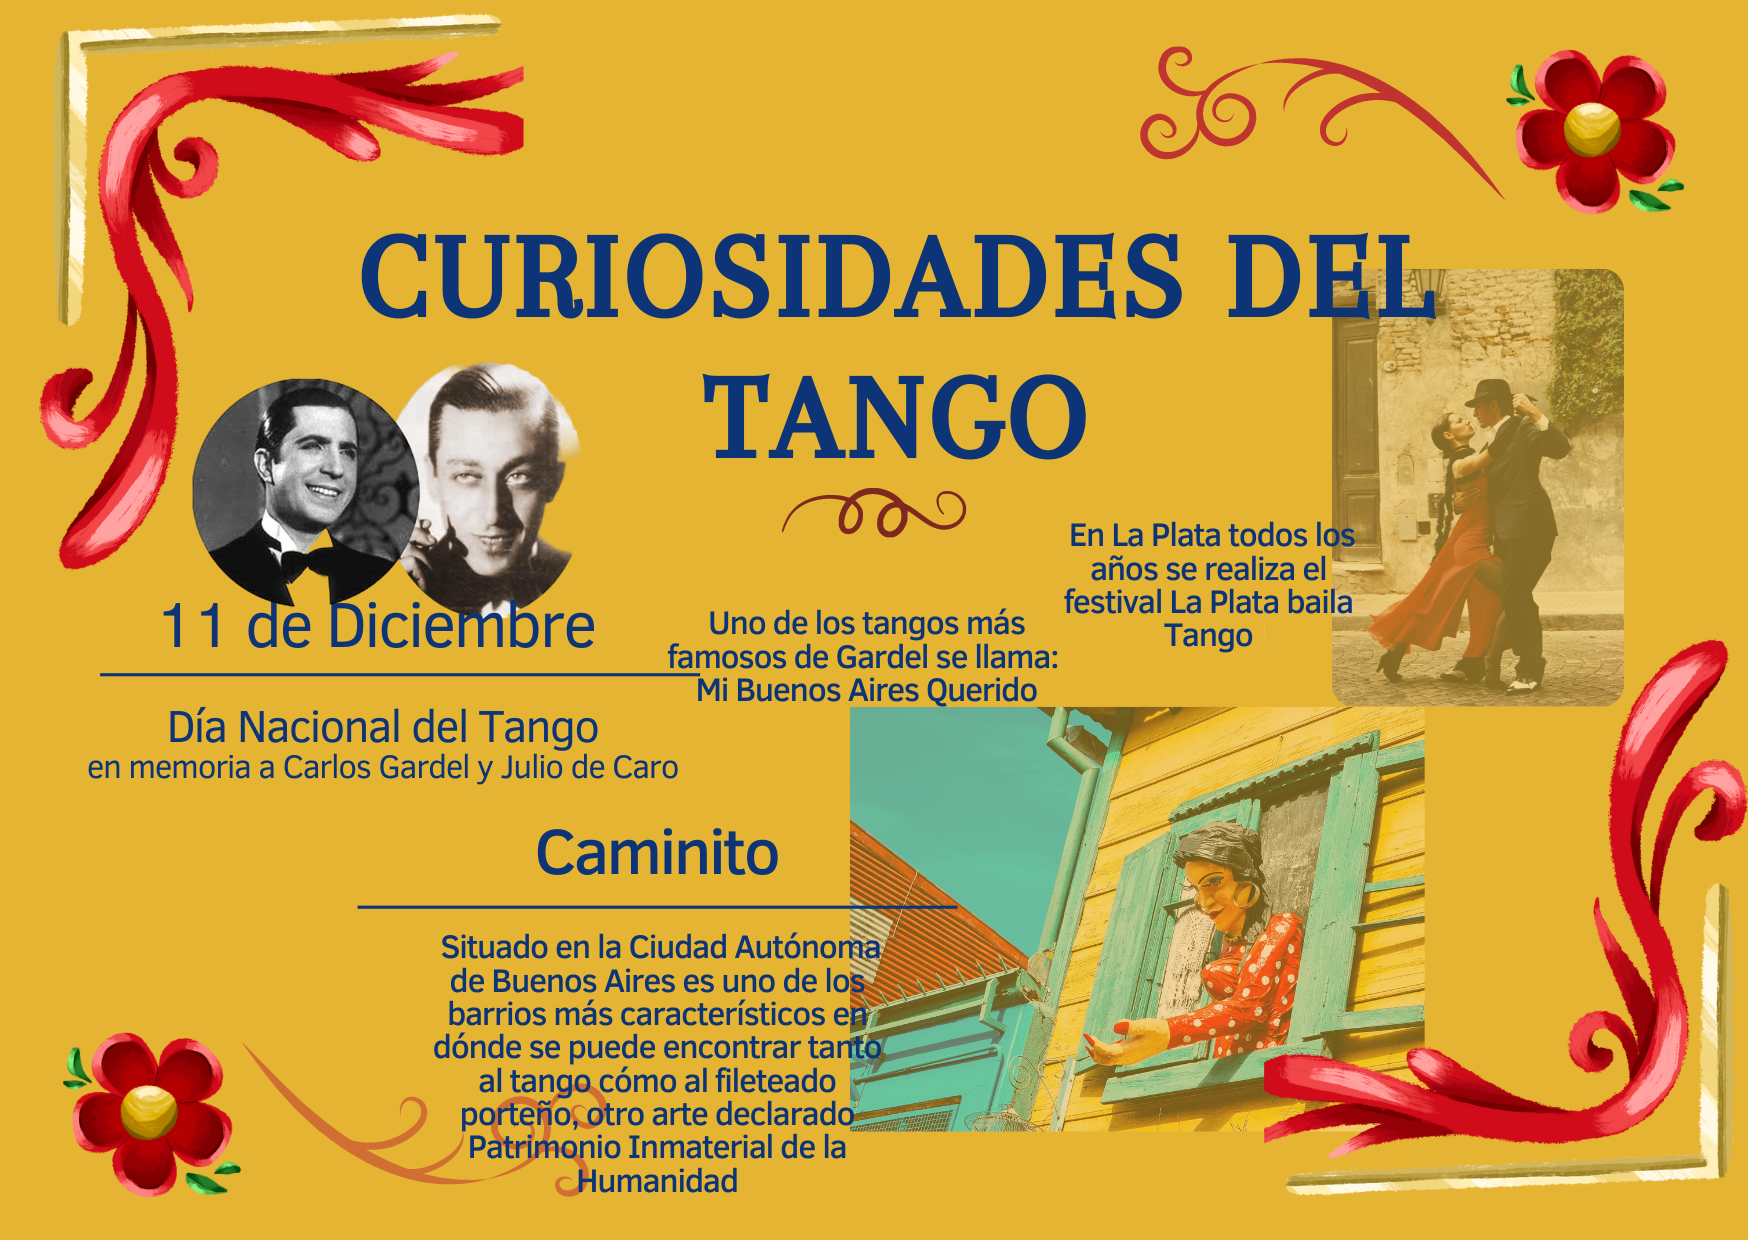 CURIOSIDADES DEL
TANGO
11 de Diciembre
Día Nacional del Tango
en memoria a Carlos Gardel y Julio de Caro
Uno de los tangos más
famosos de Gardel se llama:
Mi Buenos Aires Querido
En La Plata todos los
años se realiza el
festival La Plata baila
Tango
Caminito
Situado en la Ciudad Autónoma
de Buenos Aires es uno de los
barrios más característicos en
dónde se puede encontrar tanto
al tango cómo al fileteado
porteño, otro arte declarado
Patrimonio Inmaterial de la
Humanidad